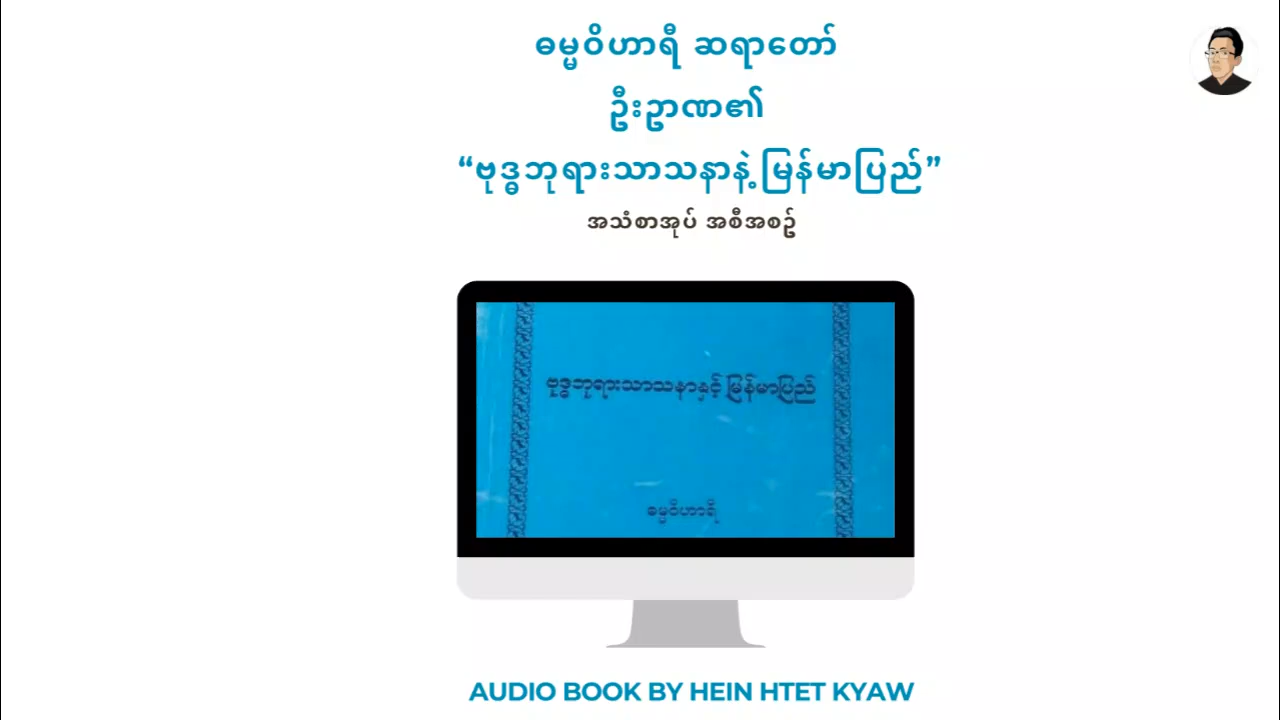 ဓမ္မဝိဟာရီ ဆရာတော်
ဦးဥာဏ၏
“ဗုဒ္ဓဘုရားသာသနာနဲ့မြန်မာပြည်”
အသံစာအုပ် အစီအစဥ်
ဗုဒ္ဓဘုရားသာသနာနှင့် မြန်မာပြည်
ဓမ္မဝိဟာရီ
AUDIO BOOK BY HEIN HTET KYAW